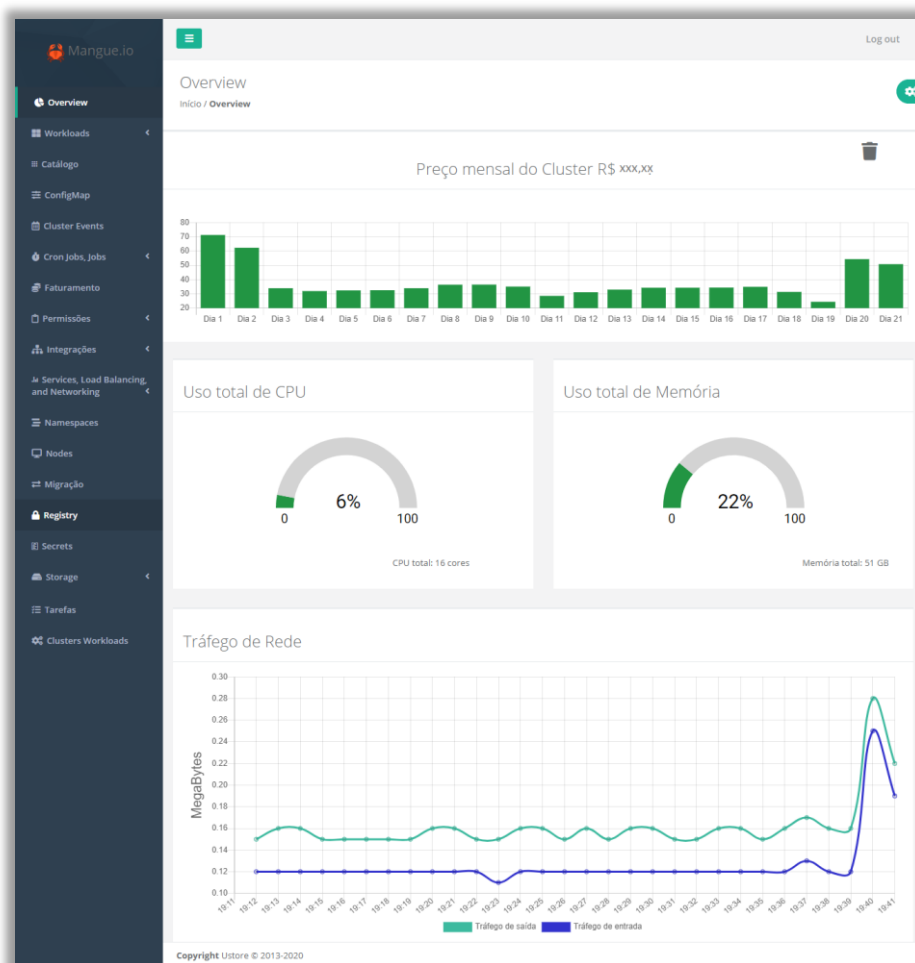 Mangue.io
Log out
Overview
Início / Overview
Overview
Workloads
Catálogo
ConfigMap
Cluster Events
Cron Jobs, Jobs
Faturamento
Permissões
Integrações
Services, Load Balancing,
and Networking
Namespaces
Nodes
Migração
Registry
Secrets
Storage
Tarefas
Clusters Workloads
Preço mensal do Cluster R$ xxx,xx
80
70
60
50
40
30
20
Dia 1 Dia 2 Dia 3 Dia 4 Dia 5 Dia 6 Dia 7 Dia 8 Dia 9 Dia 10 Dia 11 Dia 12 Dia 13 Dia 14 Dia 15 Dia 16 Dia 17 Dia 18 Dia 19 Dia 20 Dia 21
Uso total de CPU
6%
0 100
CPU total: 16 cores
Uso total de Memória
22%
0 100
Memória total: 51 GB
Tráfego de Rede
MegaBytes
0.30
0.28
0.26
0.24
0.22
0.20
0.18
0.16
0.14
0.12
0.10
19:11 19:12 19:13 19:14 19:15 19:16 19:17 19:18 19:19 19:20 19:21 19:22 19:23 19:24 19:25 19:26 19:27 19:28 19:29 19:30 19:31 19:32 19:33 19:34 19:35 19:36 19:37 19:38 19:39 19:40 19:41
Tráfego de saída Tráfego de entrada
Copyright Ustore © 2013-2020